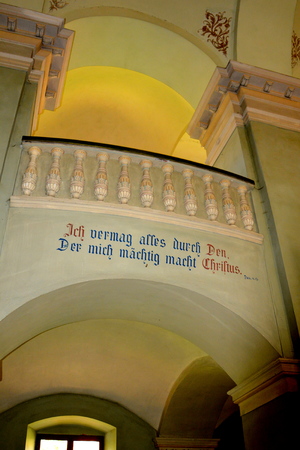 Ich vermag alles durch Den,
Der mich mächtig macht Christus.